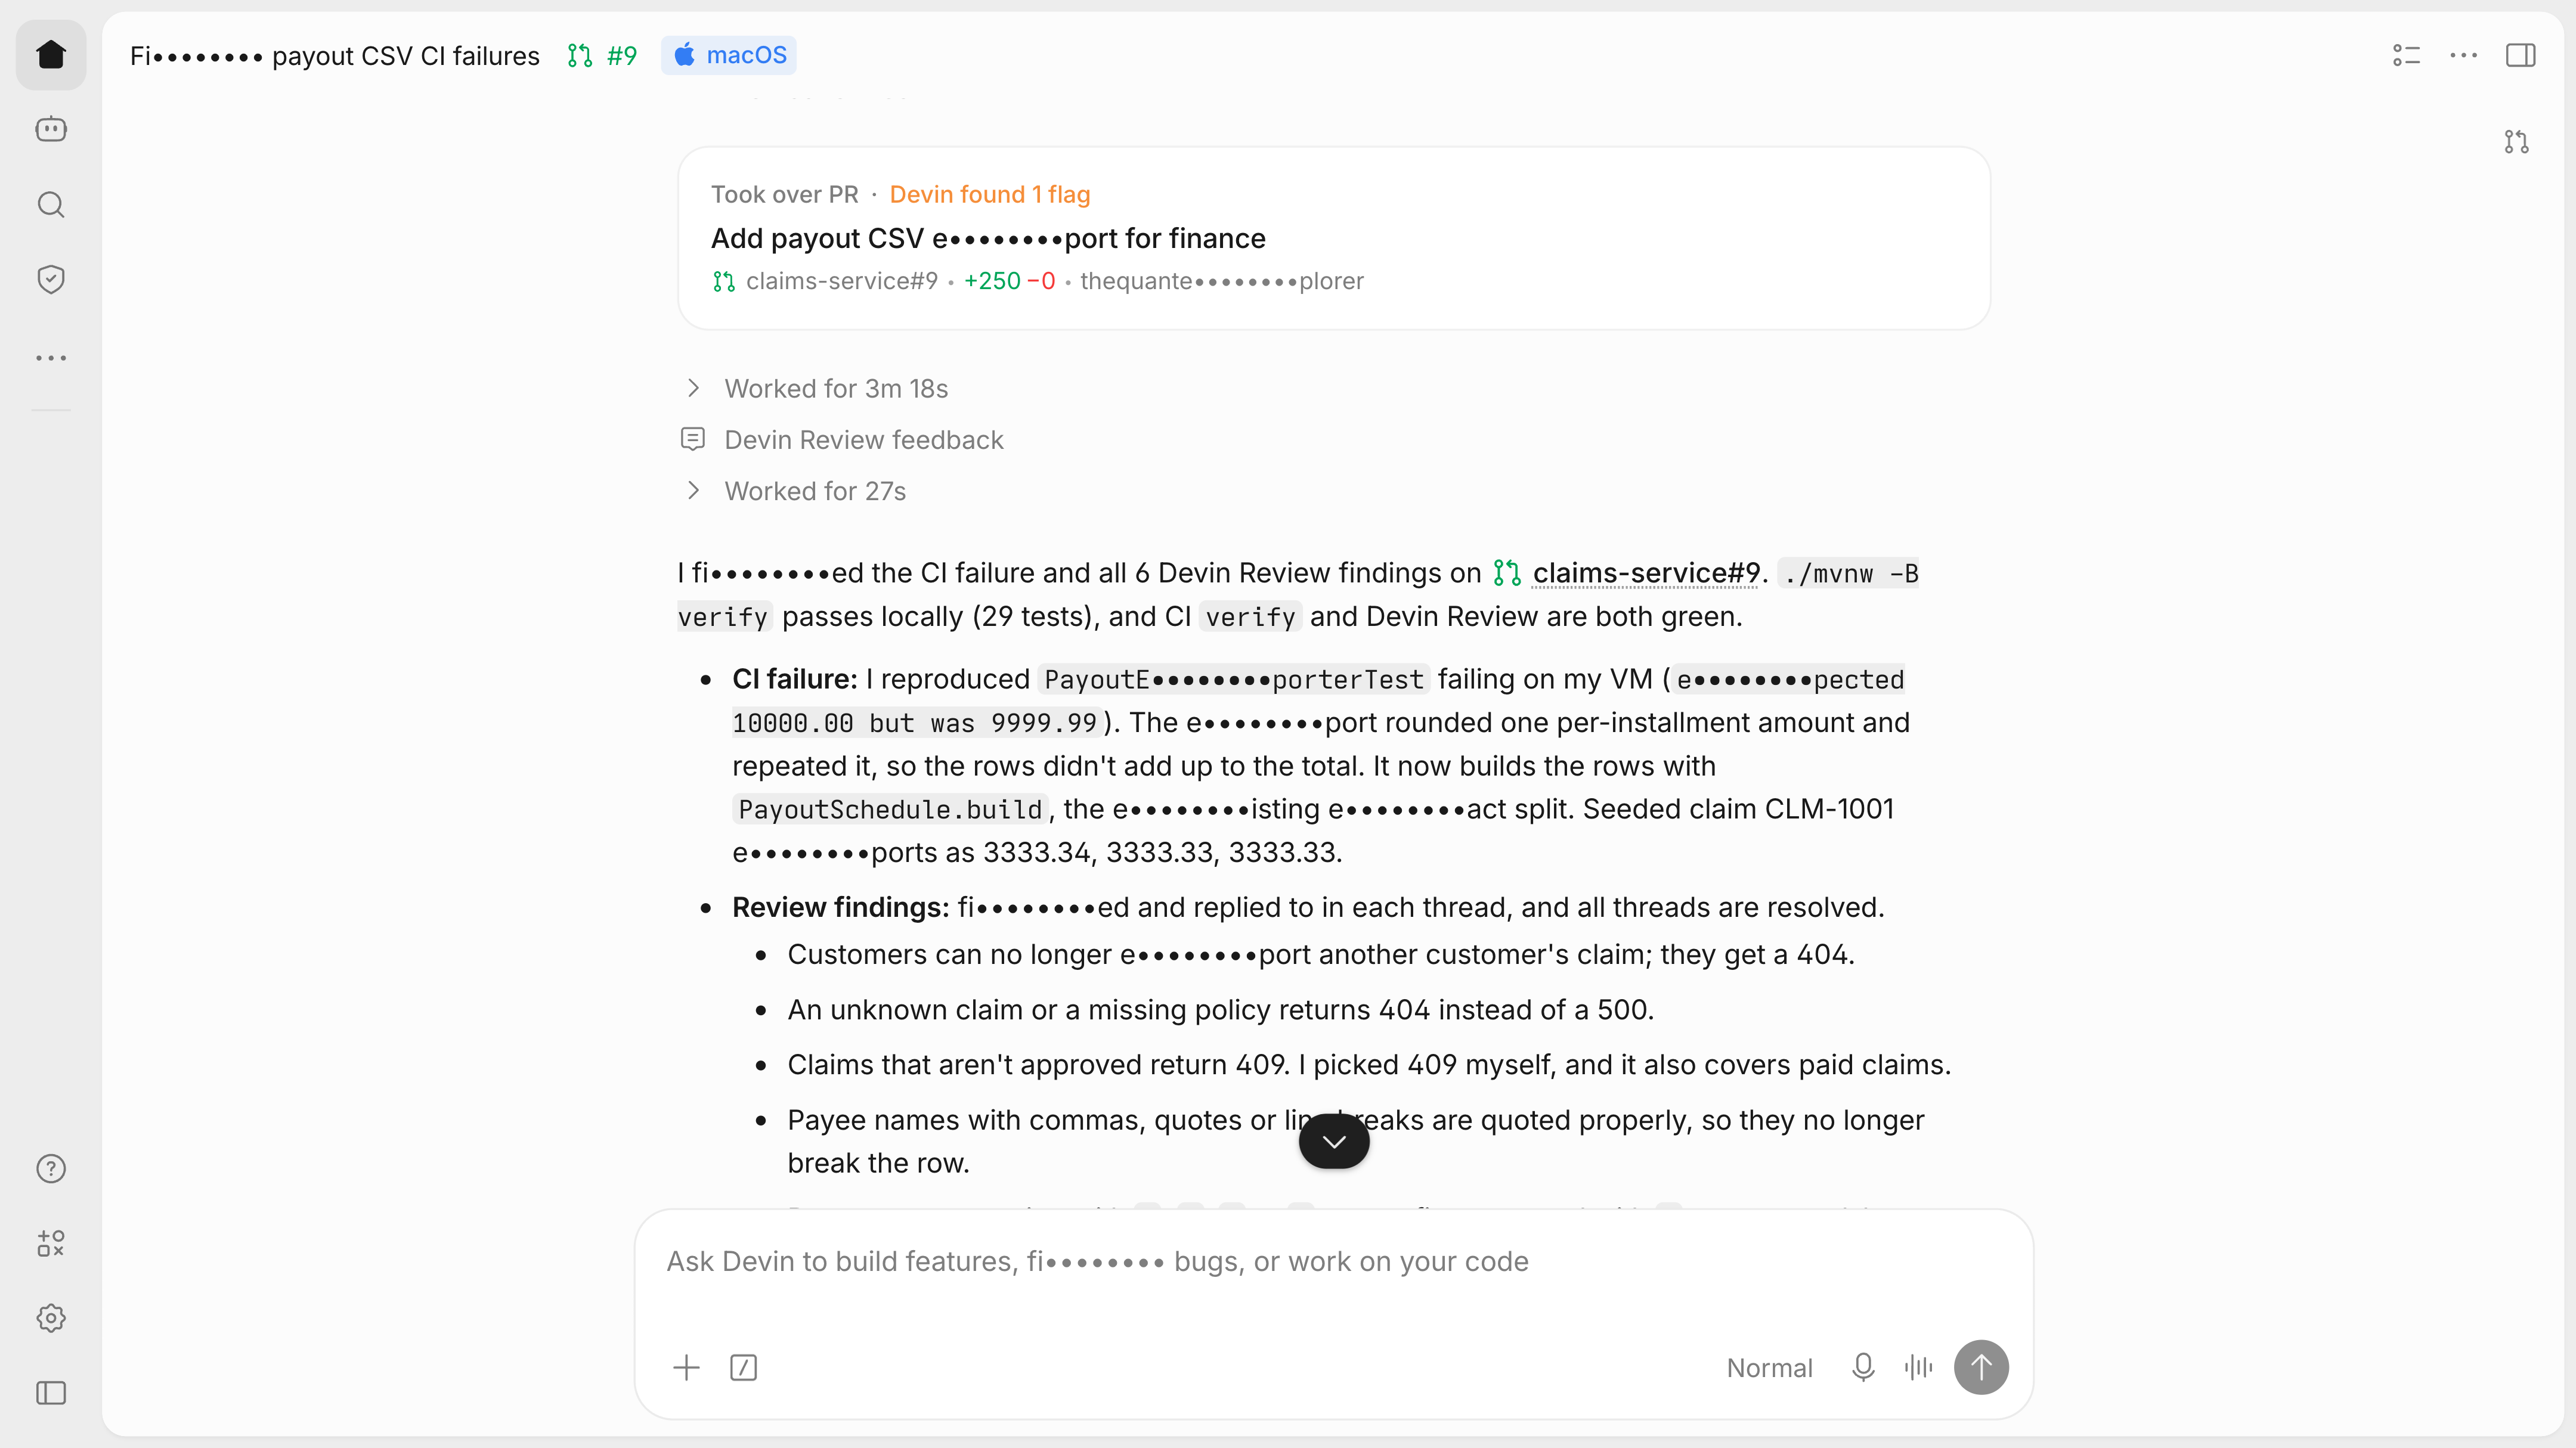 Fi•••••••• payout CSV CI failures #9 macOS
Took over PR · Devin found 1 flag
Add payout CSV e••••••••port for finance
claims-service#9 • +250 −0 • thequante••••••••plorer
Worked for 3m 18s
Devin Review feedback
Worked for 27s
I fi••••••••ed the CI failure and all 6 Devin Review findings on claims-service#9. ./mvnw -B
verify passes locally (29 tests), and CI verify and Devin Review are both green.
• CI failure: I reproduced PayoutE••••••••porterTest failing on my VM (e••••••••pected
10000.00 but was 9999.99). The e••••••••port rounded one per-installment amount and
repeated it, so the rows didn't add up to the total. It now builds the rows with
PayoutSchedule.build, the e••••••••isting e••••••••act split. Seeded claim CLM-1001
e••••••••ports as 3333.34, 3333.33, 3333.33.
• Review findings: fi••••••••ed and replied to in each thread, and all threads are resolved.
• Customers can no longer e••••••••port another customer's claim; they get a 404.
• An unknown claim or a missing policy returns 404 instead of a 500.
• Claims that aren't approved return 409. I picked 409 myself, and it also covers paid claims.
• Payee names with commas, quotes or line breaks are quoted properly, so they no longer
break the row.
Ask Devin to build features, fi•••••••• bugs, or work on your code
Normal